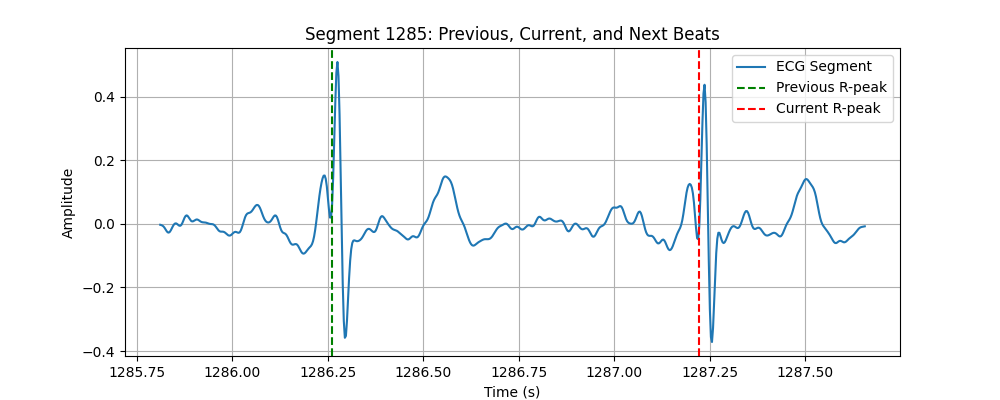 Segment 1285: Previous, Current, and Next Beats
ECG Segment
Previous R-peak
Current R-peak
Amplitude
0.4
0.2
0.0
−0.2
−0.4
1285.75 1286.00 1286.25 1286.50 1286.75 1287.00 1287.25 1287.50
Time (s)